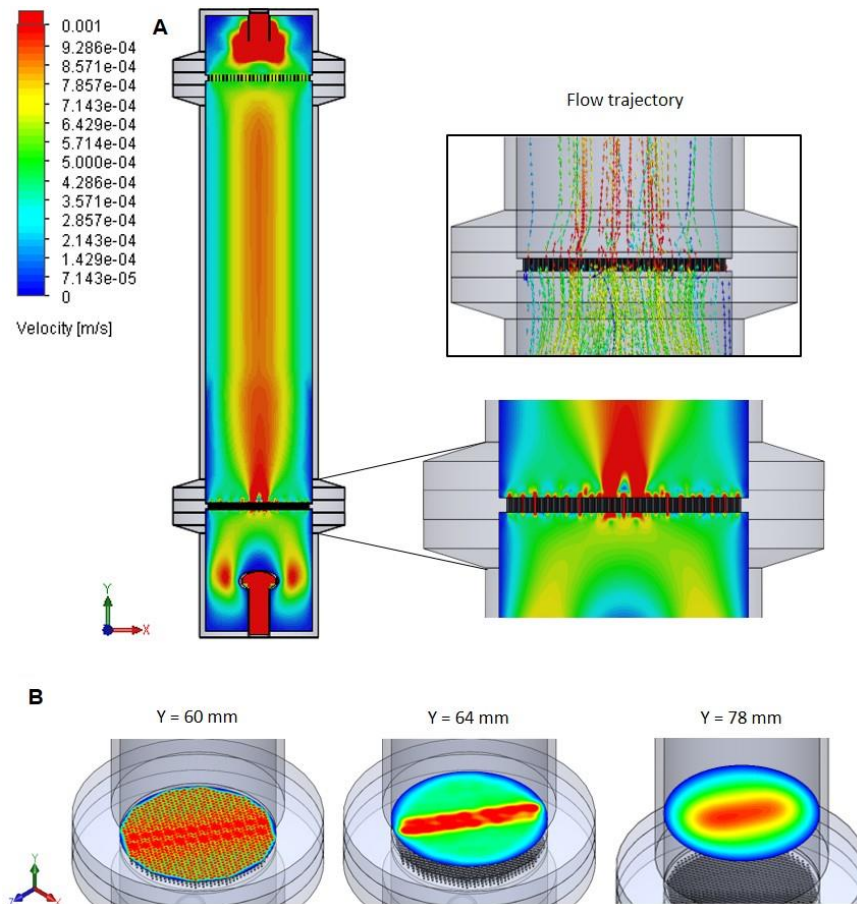 0.001
9.286e-04
8.571e-04
7.857e-04
7.143e-04
6.429e-04
5.714e-04
5.000e-04
4.286e-04
3.571e-04
2.857e-04
2.143e-04
1.429e-04
7.143e-05
0
Velocity [m/s]
A
Flow trajectory
Y
X
B
Y = 60 mm
Y = 64 mm
Y = 78 mm
Y
Z
X